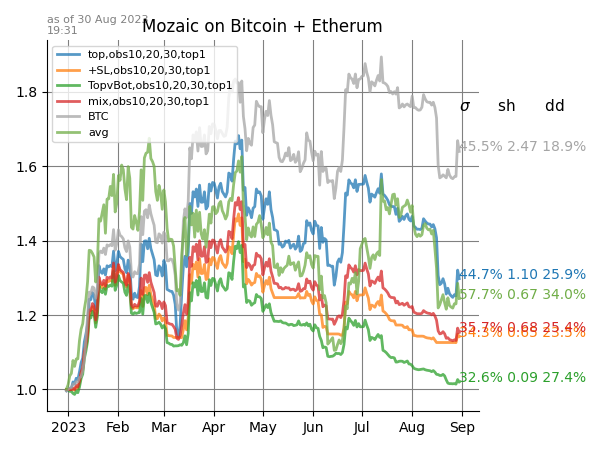 as of 30 Aug 2023
19:31
Mozaic on Bitcoin + Etherum
top,obs10,20,30,top1
+SL,obs10,20,30,top1
TopvBot,obs10,20,30,top1
mix,obs10,20,30,top1
BTC
avg
σ sh dd
45.5% 2.47 18.9%
44.7% 1.10 25.9%
57.7% 0.67 34.0%
35.7% 0.68 25.4%
32.6% 0.09 27.4%
1.8
1.6
1.4
1.2
1.0
2023 Feb Mar Apr May Jun Jul Aug Sep